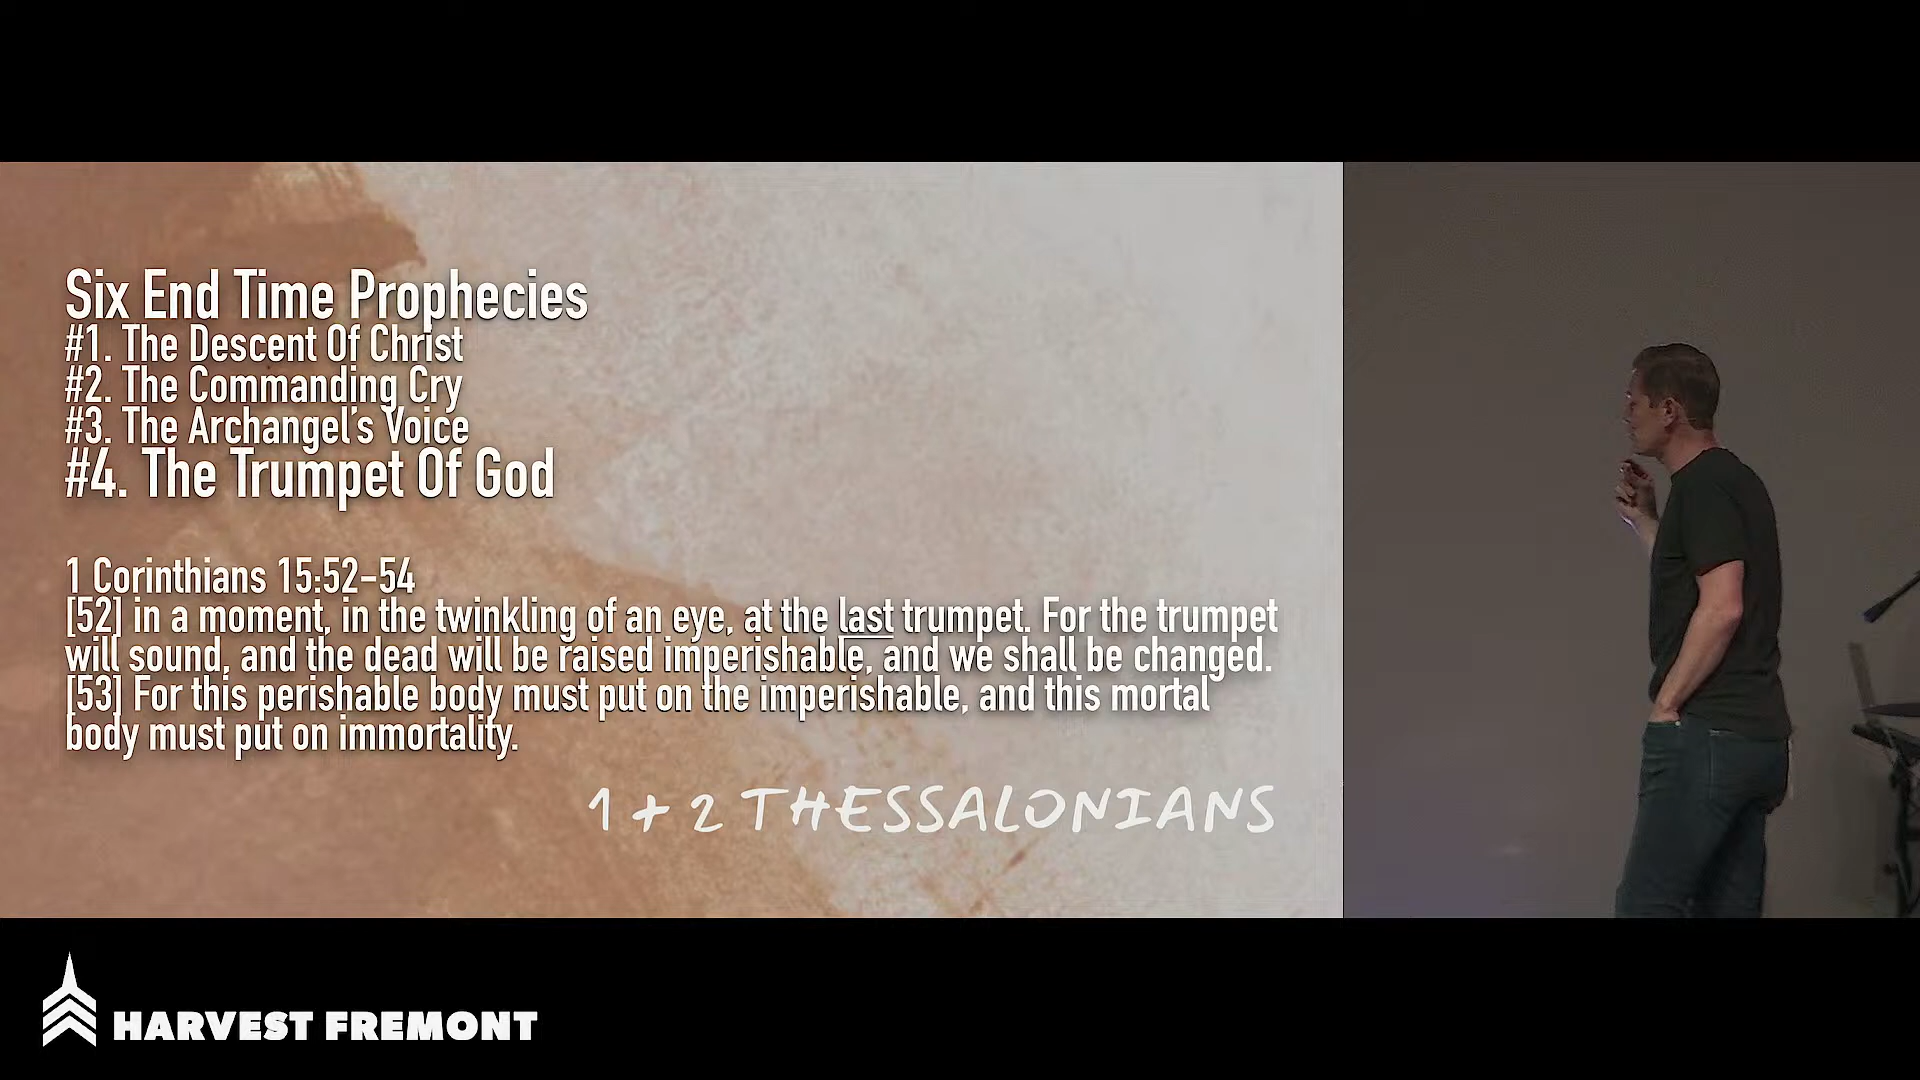 Six End Time Prophecies
#1. The Descent Of Christ
#2. The Commanding Cry
#3. The Archangel's Voice
#4. The Trumpet Of God
1 Corinthians 15:52–54
[52] in a moment, in the twinkling of an eye, at the last trumpet. For the trumpet
will sound, and the dead will be raised imperishable, and we shall be changed.
[53] For this perishable body must put on the imperishable, and this mortal
body must put on immortality.
1 + 2 THESSALONIANS
HARVEST FREMONT